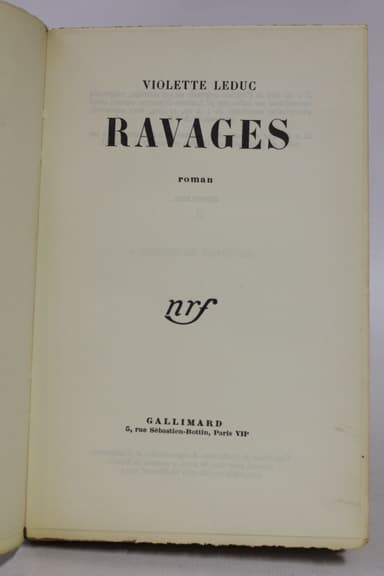 VIOLETTE LEDUC
RAVAGES
roman
nrf
GALLIMARD
5, rue Sébastien-Bottin, Paris VIIe